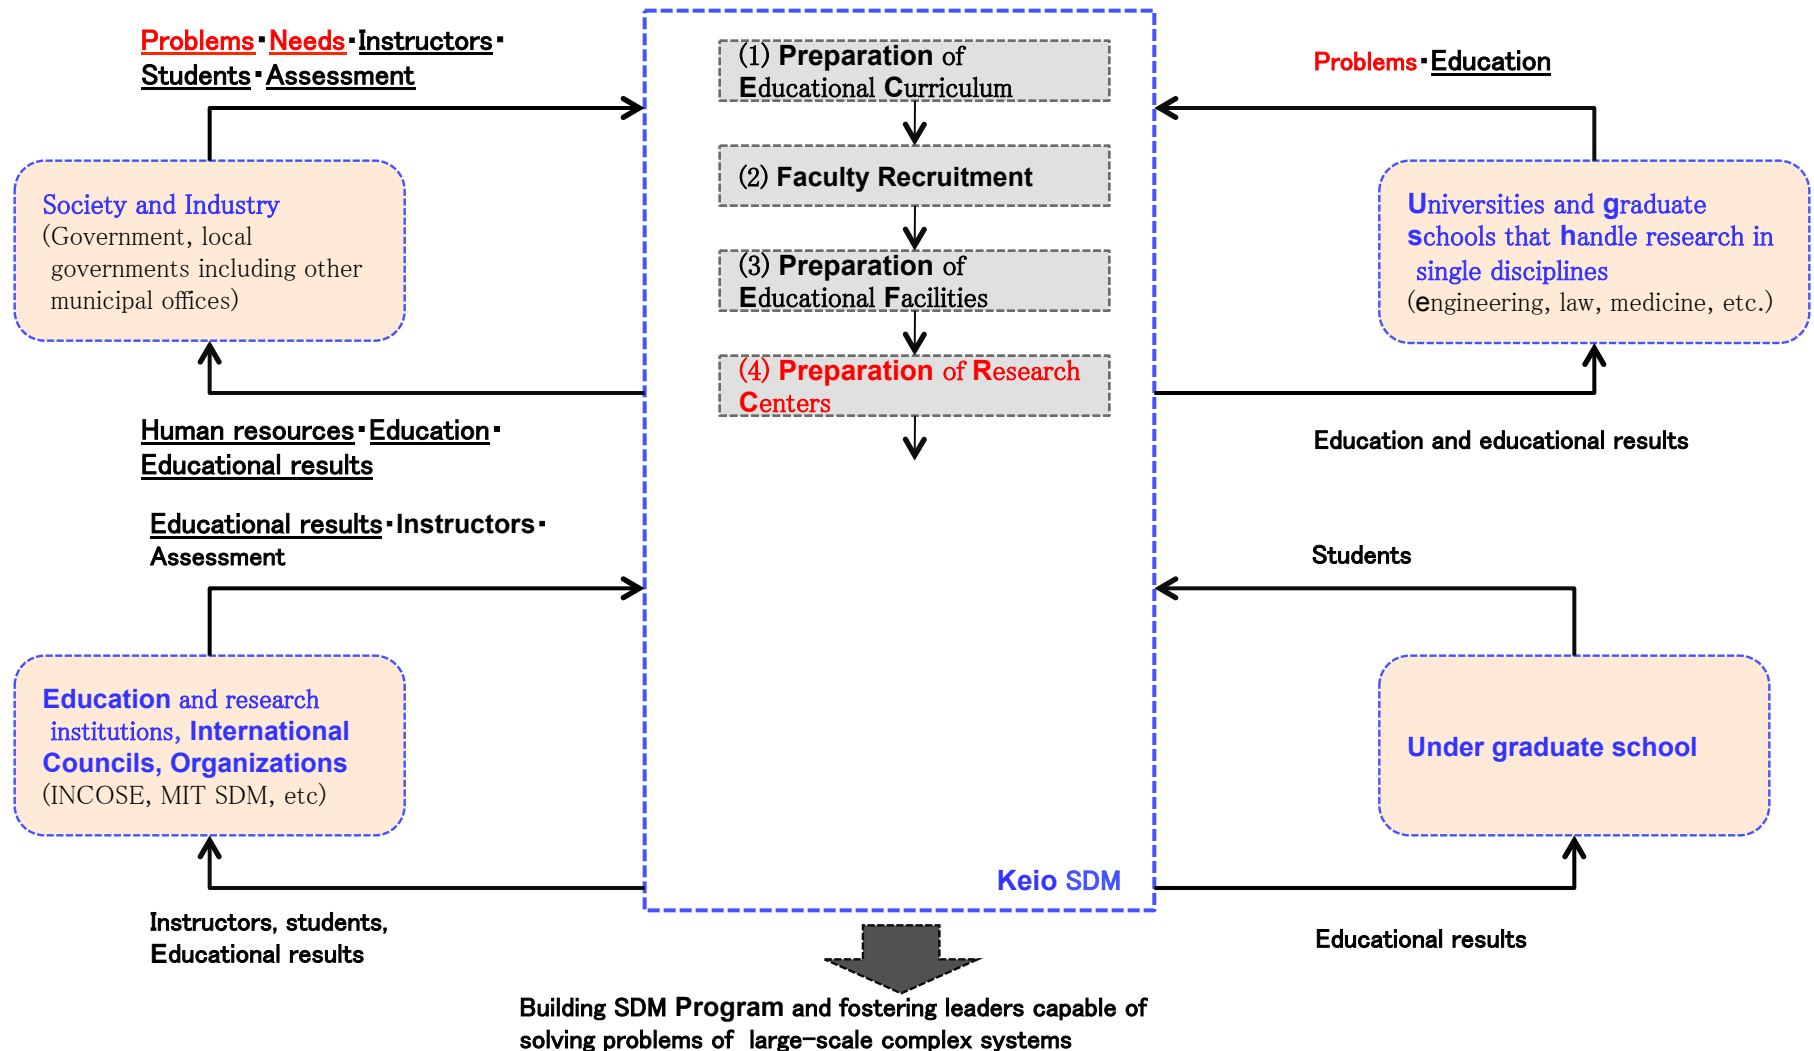 Problems・Needs・Instructors・
Students・Assessment
Society and Industry
(Government, local
governments including other
municipal offices)
Human resources・Education・
Educational results
Educational results・Instructors・
Assessment
Education and research
institutions, International
Councils, Organizations
(INCOSE, MIT SDM, etc)
Instructors, students,
Educational results
(1) Preparation of
Educational Curriculum
(2) Faculty Recruitment
(3) Preparation of
Educational Facilities
(4) Preparation of Research
Centers
Keio SDM
Building SDM Program and fostering leaders capable of
solving problems of large-scale complex systems
Problems・Education
Universities and graduate
schools that handle research in
single disciplines
(engineering, law, medicine, etc.)
Education and educational results
Students
Under graduate school
Educational results